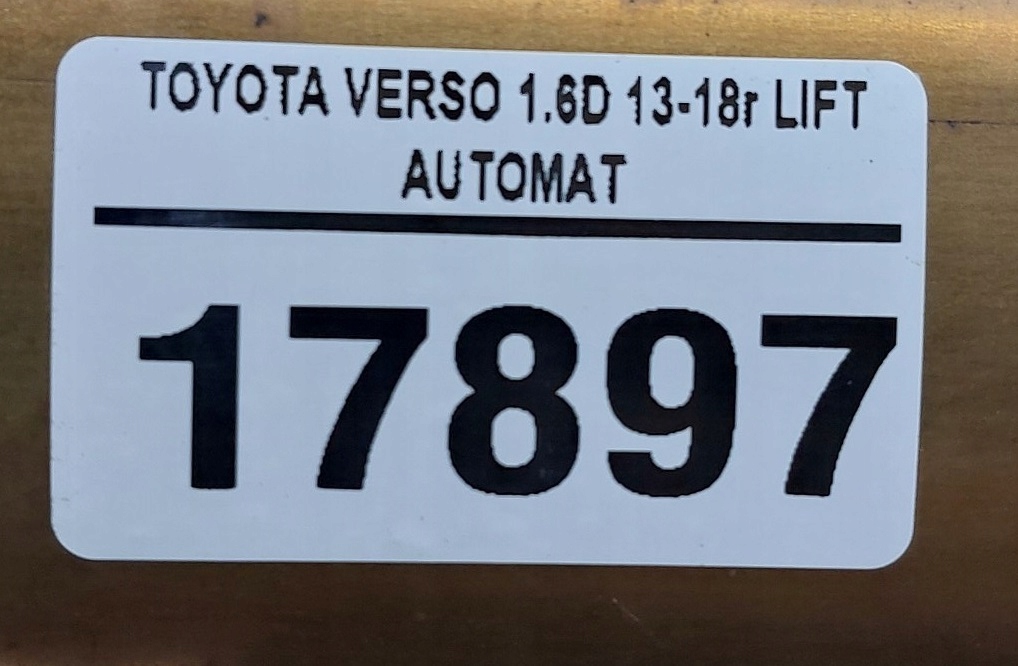 TOYOTA VERSO 1.6D 13-18r LIFT
AUTOMAT
17897